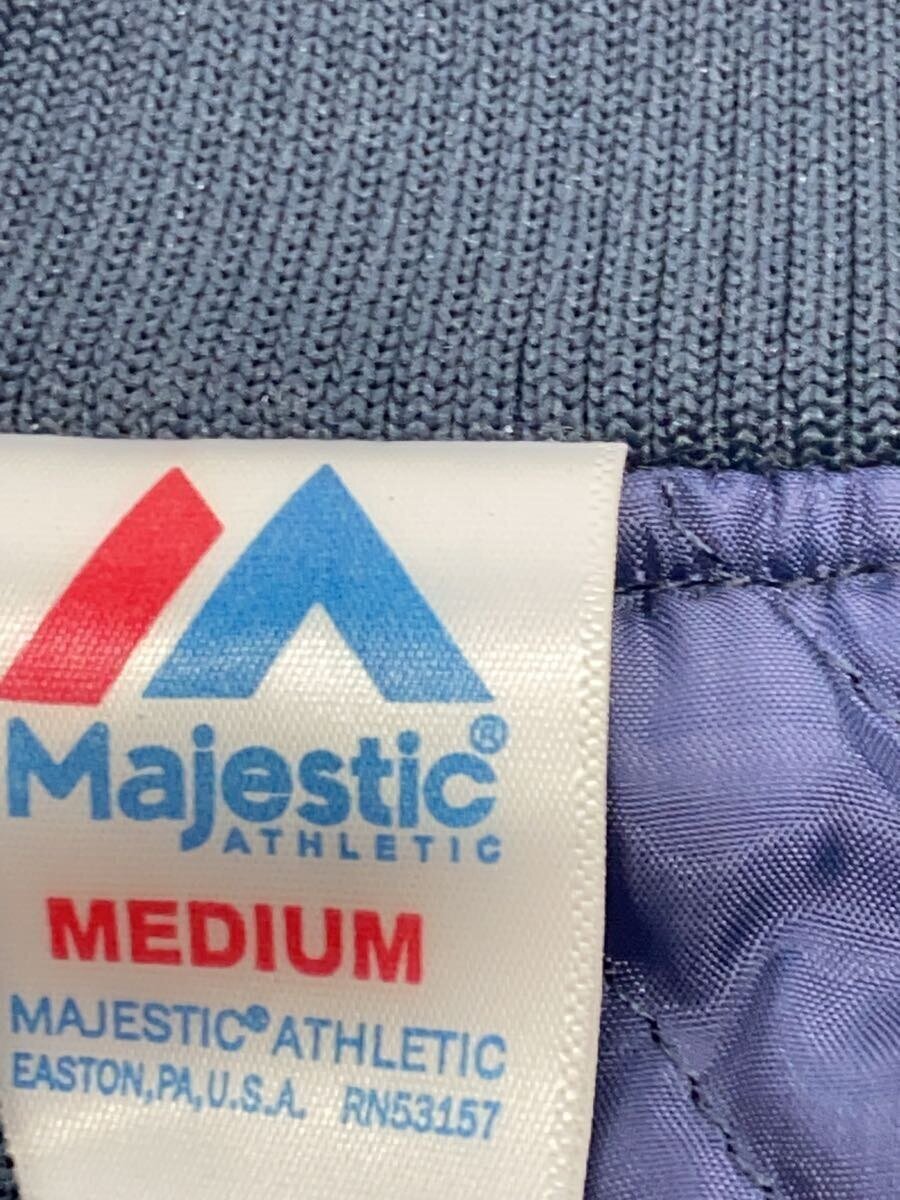 Majestic®
ATHLETIC
MEDIUM
MAJESTIC® ATHLETIC
EASTON, PA, U.S.A. RN53157